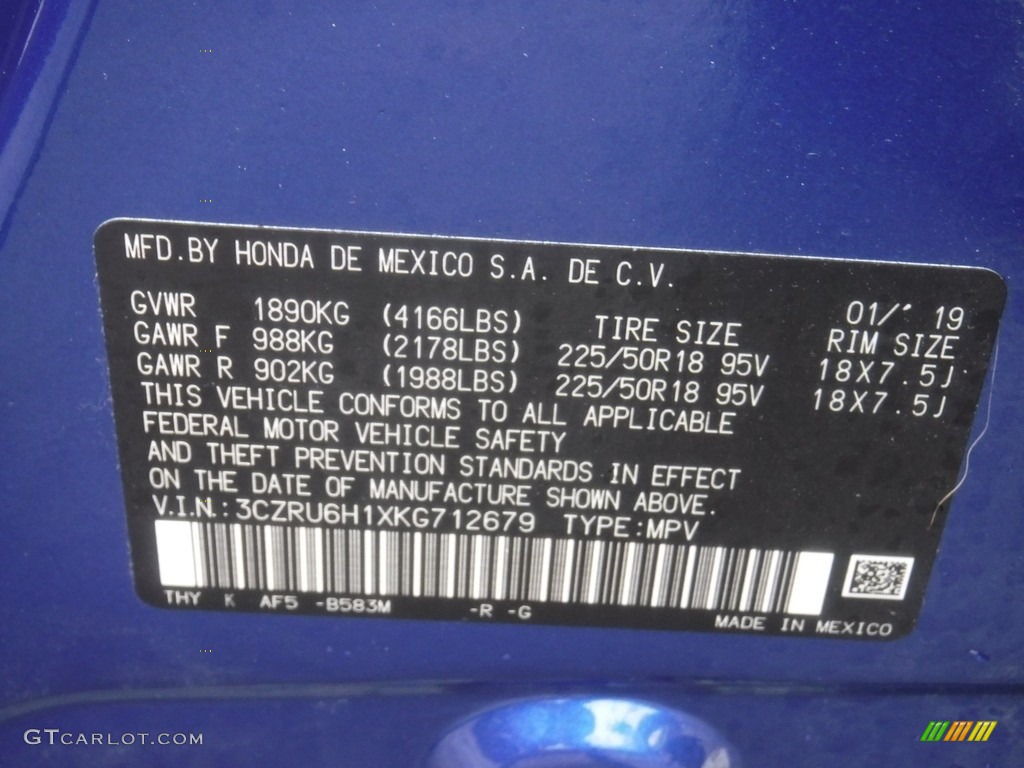 MFD.BY HONDA DE MEXICO S.A. DE C.V.
01/' 19
GVWR 1890KG (4166LBS) TIRE SIZE RIM SIZE
GAWR F 988KG (2178LBS) 225/50R18 95V 18X7.5J
GAWR R 902KG (1988LBS) 225/50R18 95V 18X7.5J
THIS VEHICLE CONFORMS TO ALL APPLICABLE
FEDERAL MOTOR VEHICLE SAFETY
AND THEFT PREVENTION STANDARDS IN EFFECT
ON THE DATE OF MANUFACTURE SHOWN ABOVE.
V.I.N.: 3CZRU6H1XKG712679 TYPE:MPV
THY K AF5 -B583M -R -G
MADE IN MEXICO
GTCARLOT.COM